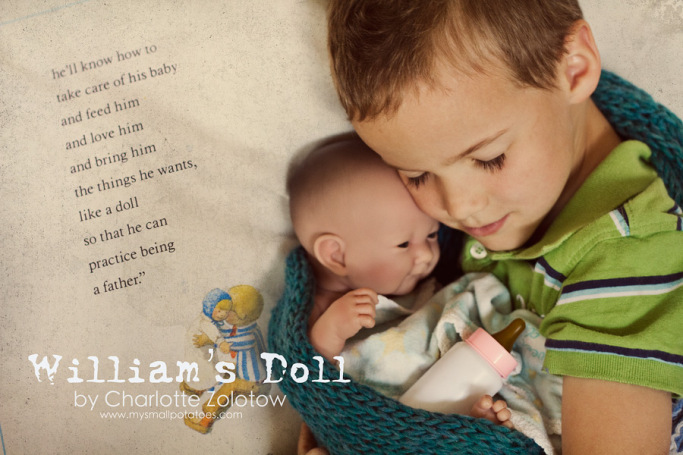 he'll know how to
take care of his baby
and feed him
and love him
and bring him
the things he wants,
like a doll
so that he can
practice being
a father."
William's Doll
by Charlotte Zolotow
www.mysmallpotatoes.com